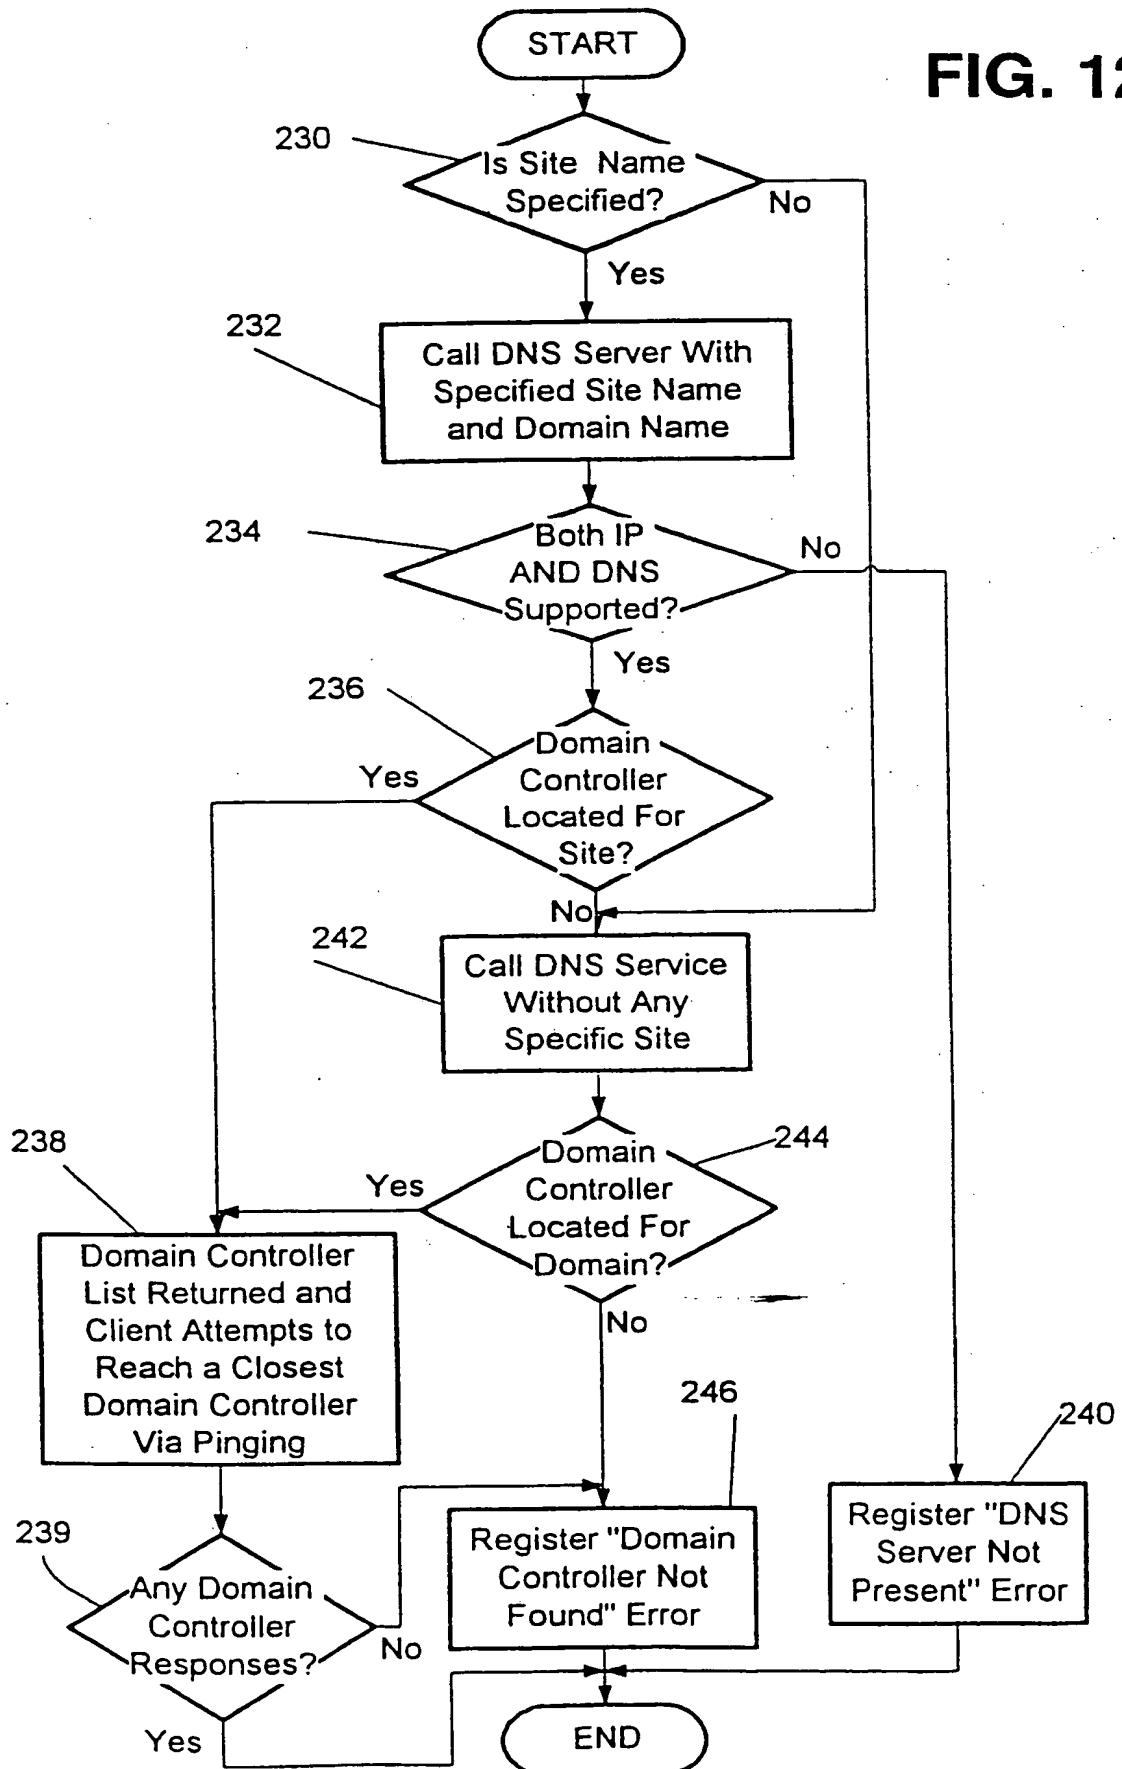 START
FIG. 12
230
Is Site Name
Specified?
No
Yes
232
Call DNS Server With
Specified Site Name
and Domain Name
234
Both IP
AND DNS
Supported?
No
Yes
236
Domain
Controller
Located For
Site?
Yes
No
242
Call DNS Service
Without Any
Specific Site
238
244
Domain
Controller
Located For
Domain?
Yes
No
Domain Controller
List Returned and
Client Attempts to
Reach a Closest
Domain Controller
Via Pinging
246
240
239
Any Domain
Controller
Responses?
No
Yes
Register "Domain
Controller Not
Found" Error
Register "DNS
Server Not
Present" Error
END